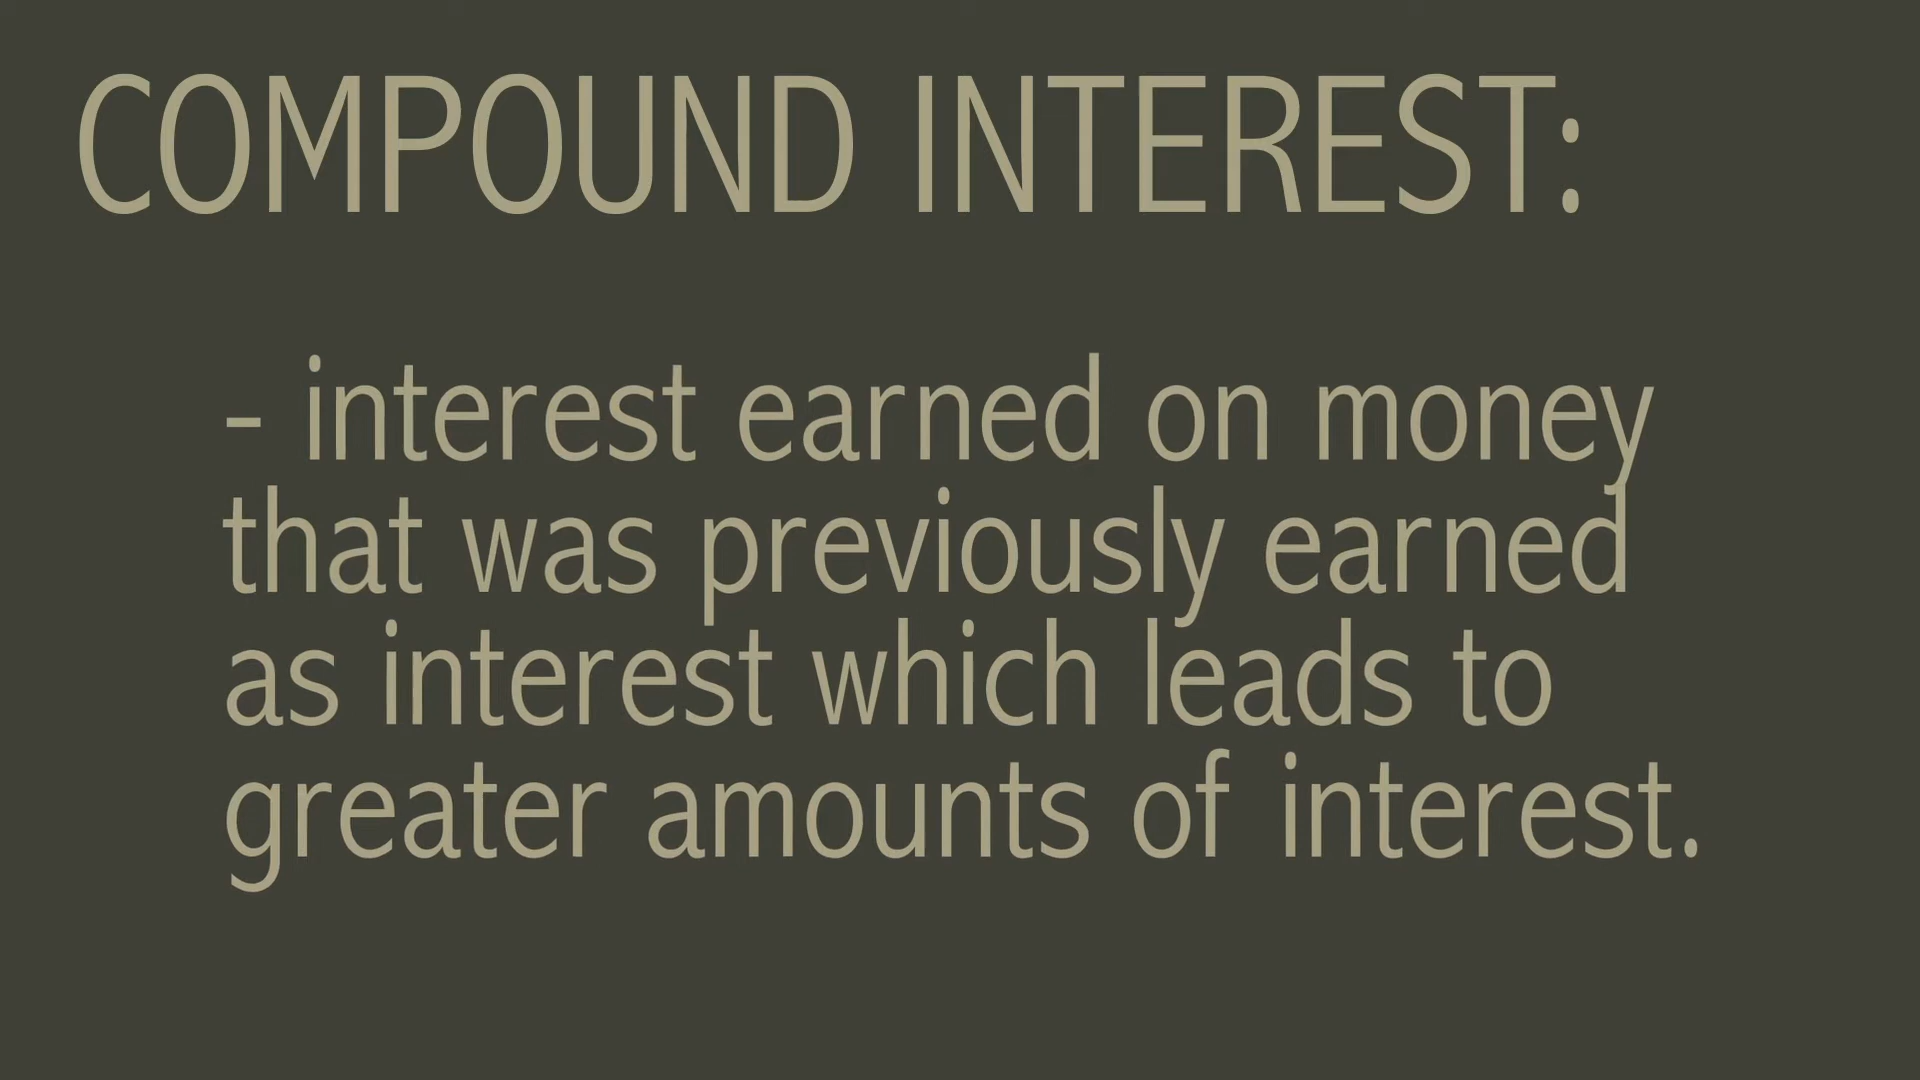 COMPOUND INTEREST:
- interest earned on money
that was previously earned
as interest which leads to
greater amounts of interest.